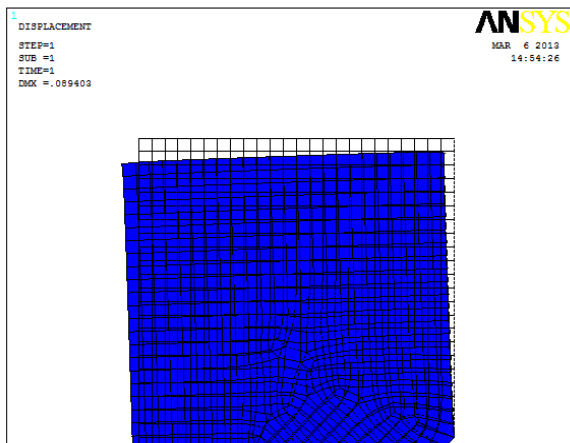 1
DISPLACEMENT
STEP=1
SUB =1
TIME=1
DMX =.089403
ANSYS
MAR  6 2013
14:54:26